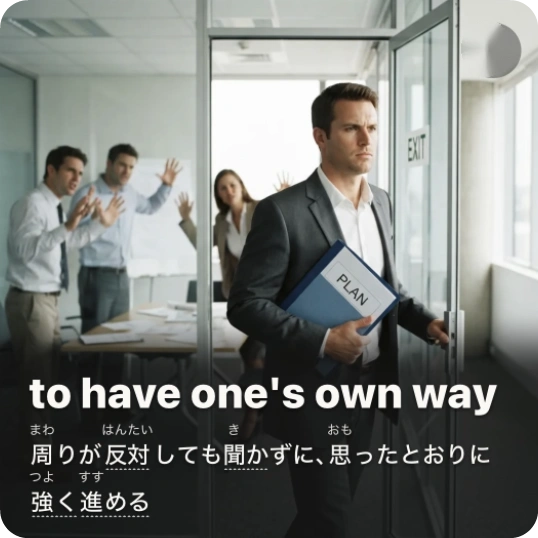 EXIT
PLAN
to have one's own way
周りが反対しても聞かずに、思ったとおりに
強く進める
まわ
はんたい
き
おも
つよ
すす